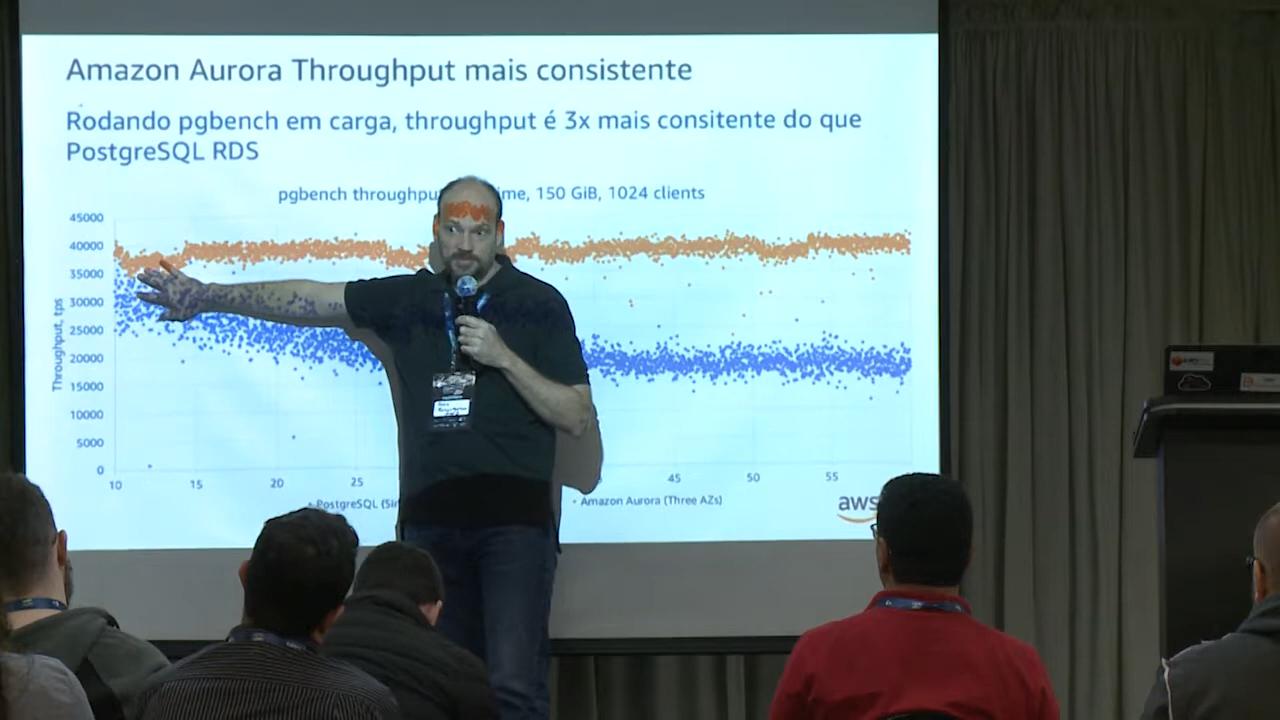 Amazon Aurora Throughput mais consistente
Rodando pgbench em carga, throughput é 3x mais consitente do que
PostgreSQL RDS
pgbench throughpu ime, 150 GiB, 1024 clients
45000
40000
35000
30000
25000
20000
15000
10000
5000
0
Throughput, tps
10 15 20 25 45 50 55
PostgreSQL (Sin Amazon Aurora (Three AZs)
aws